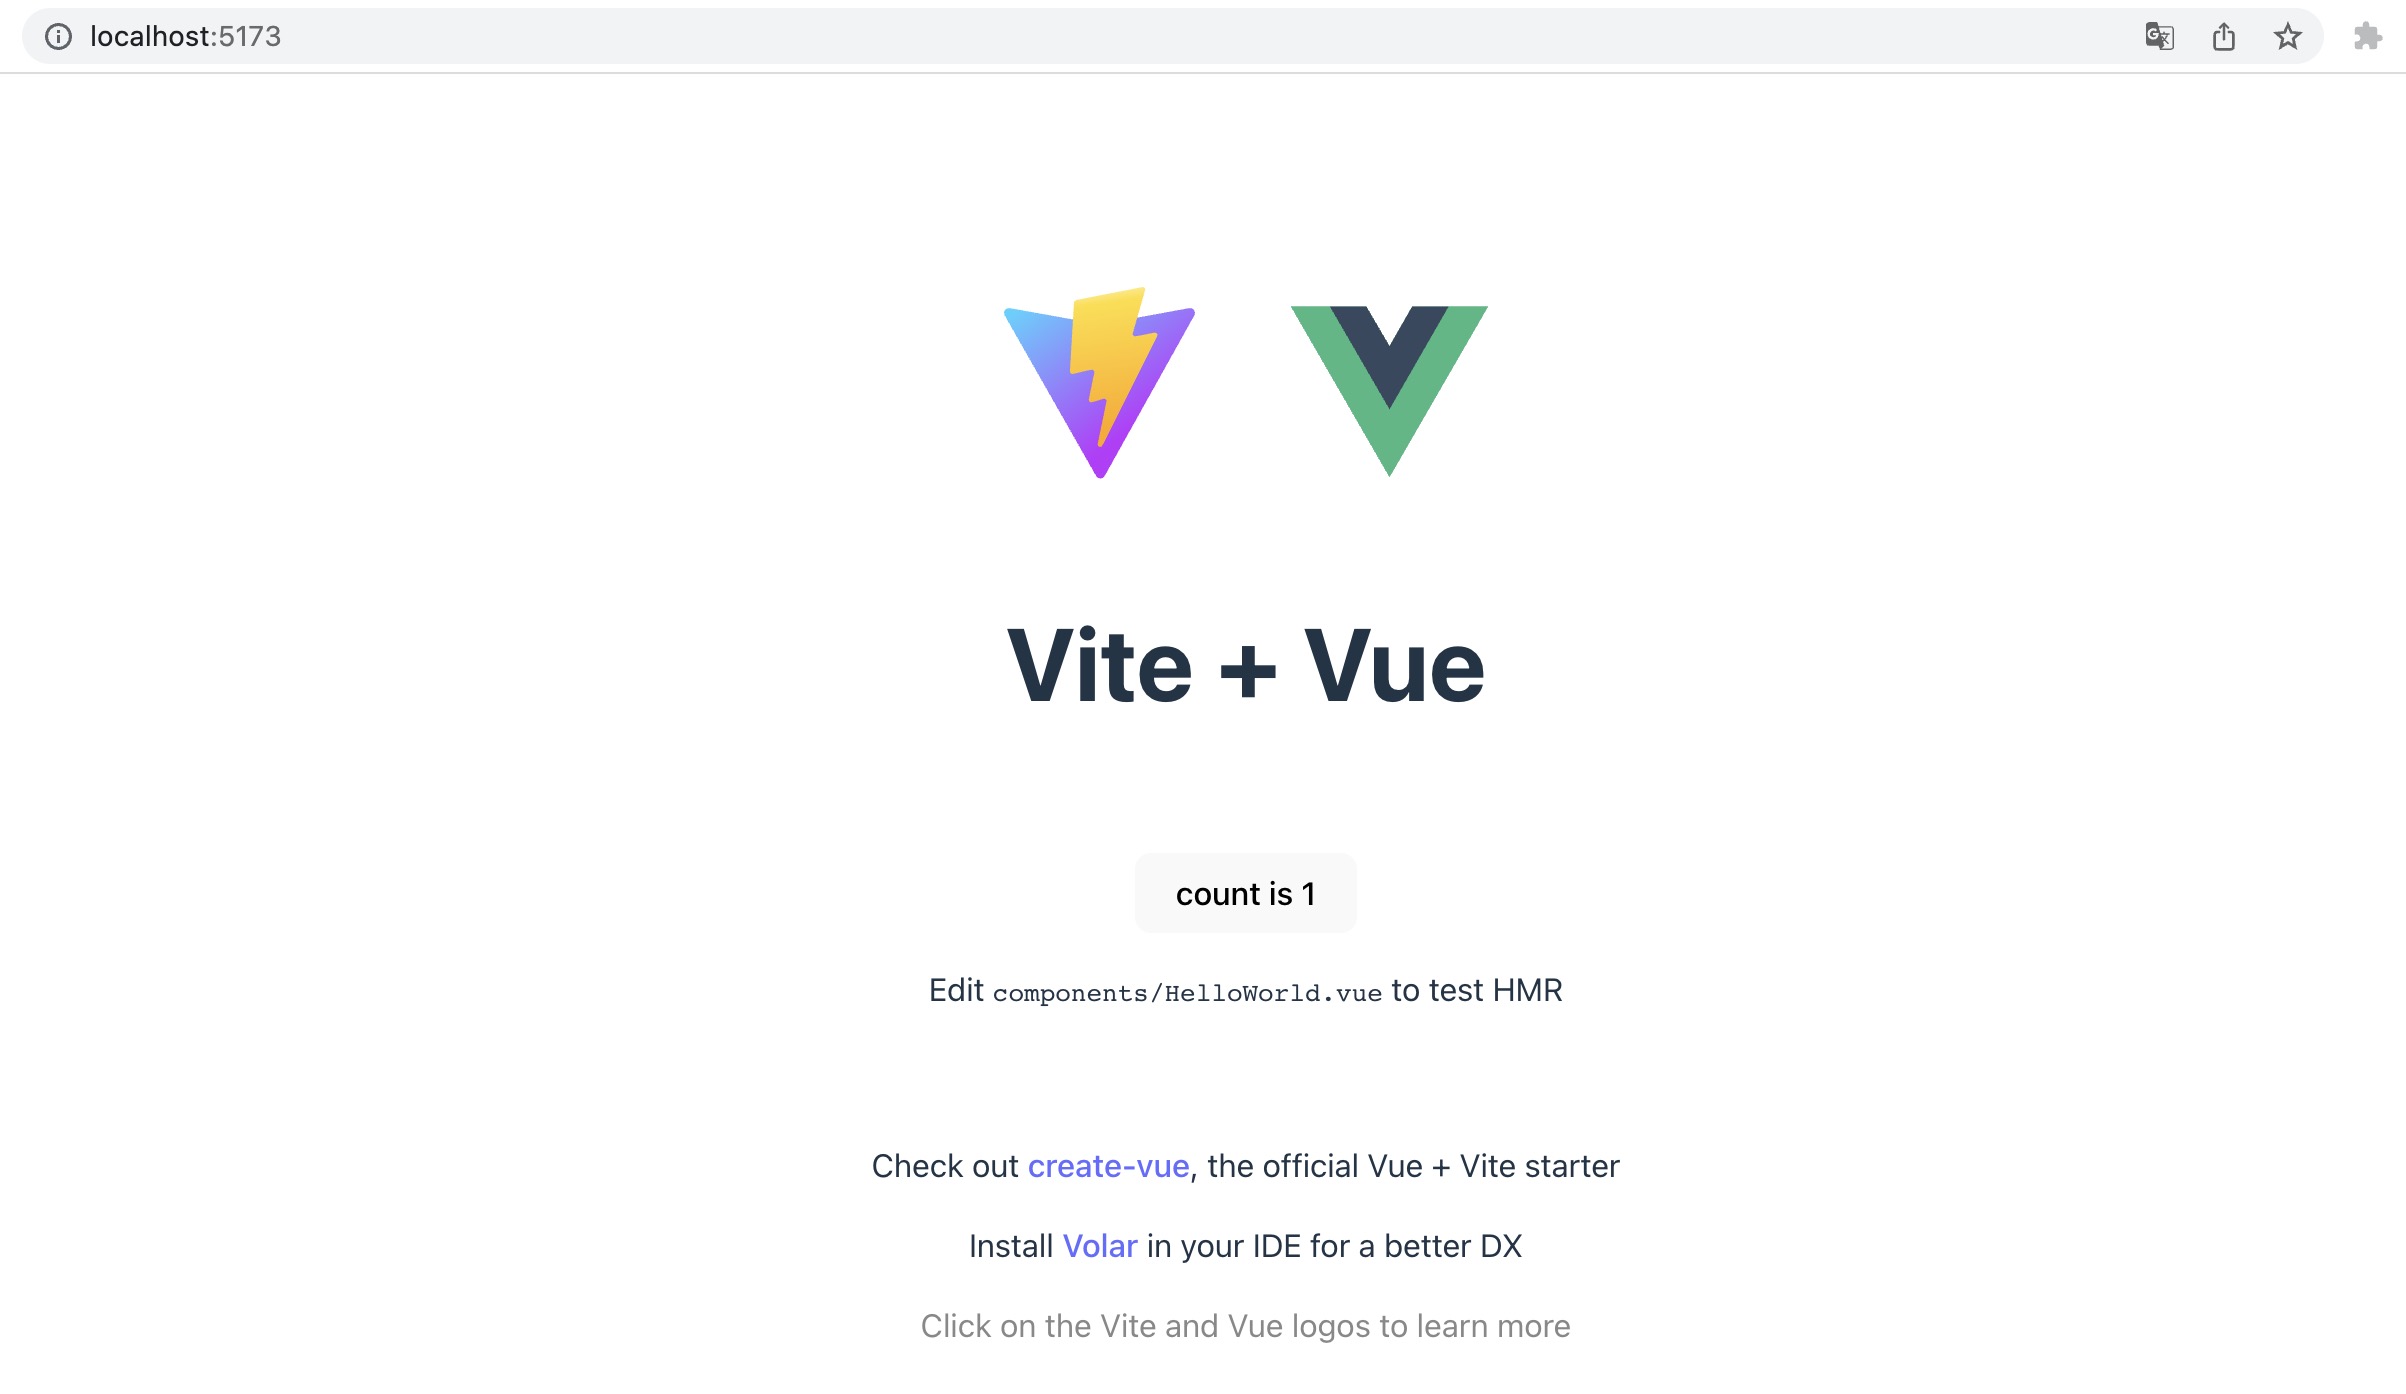 localhost:5173
Vite + Vue
count is 1
Edit components/HelloWorld.vue to test HMR
Check out create-vue, the official Vue + Vite starter
Install Volar in your IDE for a better DX
Click on the Vite and Vue logos to learn more